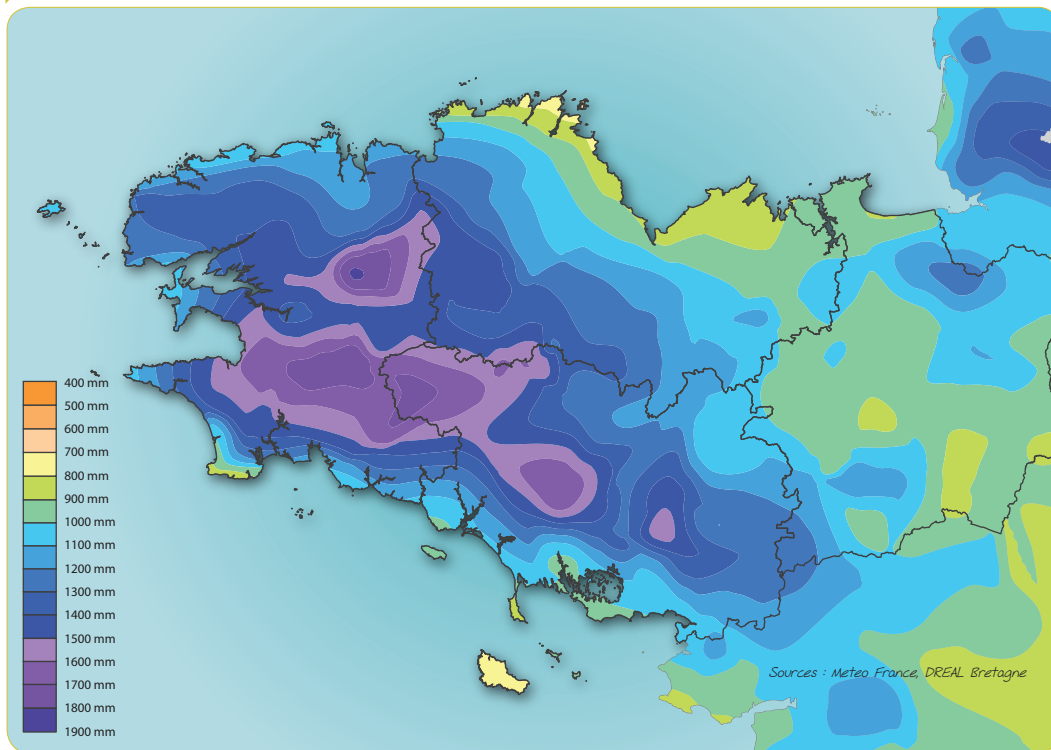 400 mm
500 mm
600 mm
700 mm
800 mm
900 mm
1000 mm
1100 mm
1200 mm
1300 mm
1400 mm
1500 mm
1600 mm
1700 mm
1800 mm
1900 mm
Sources : Meteo France, DREAL Bretagne